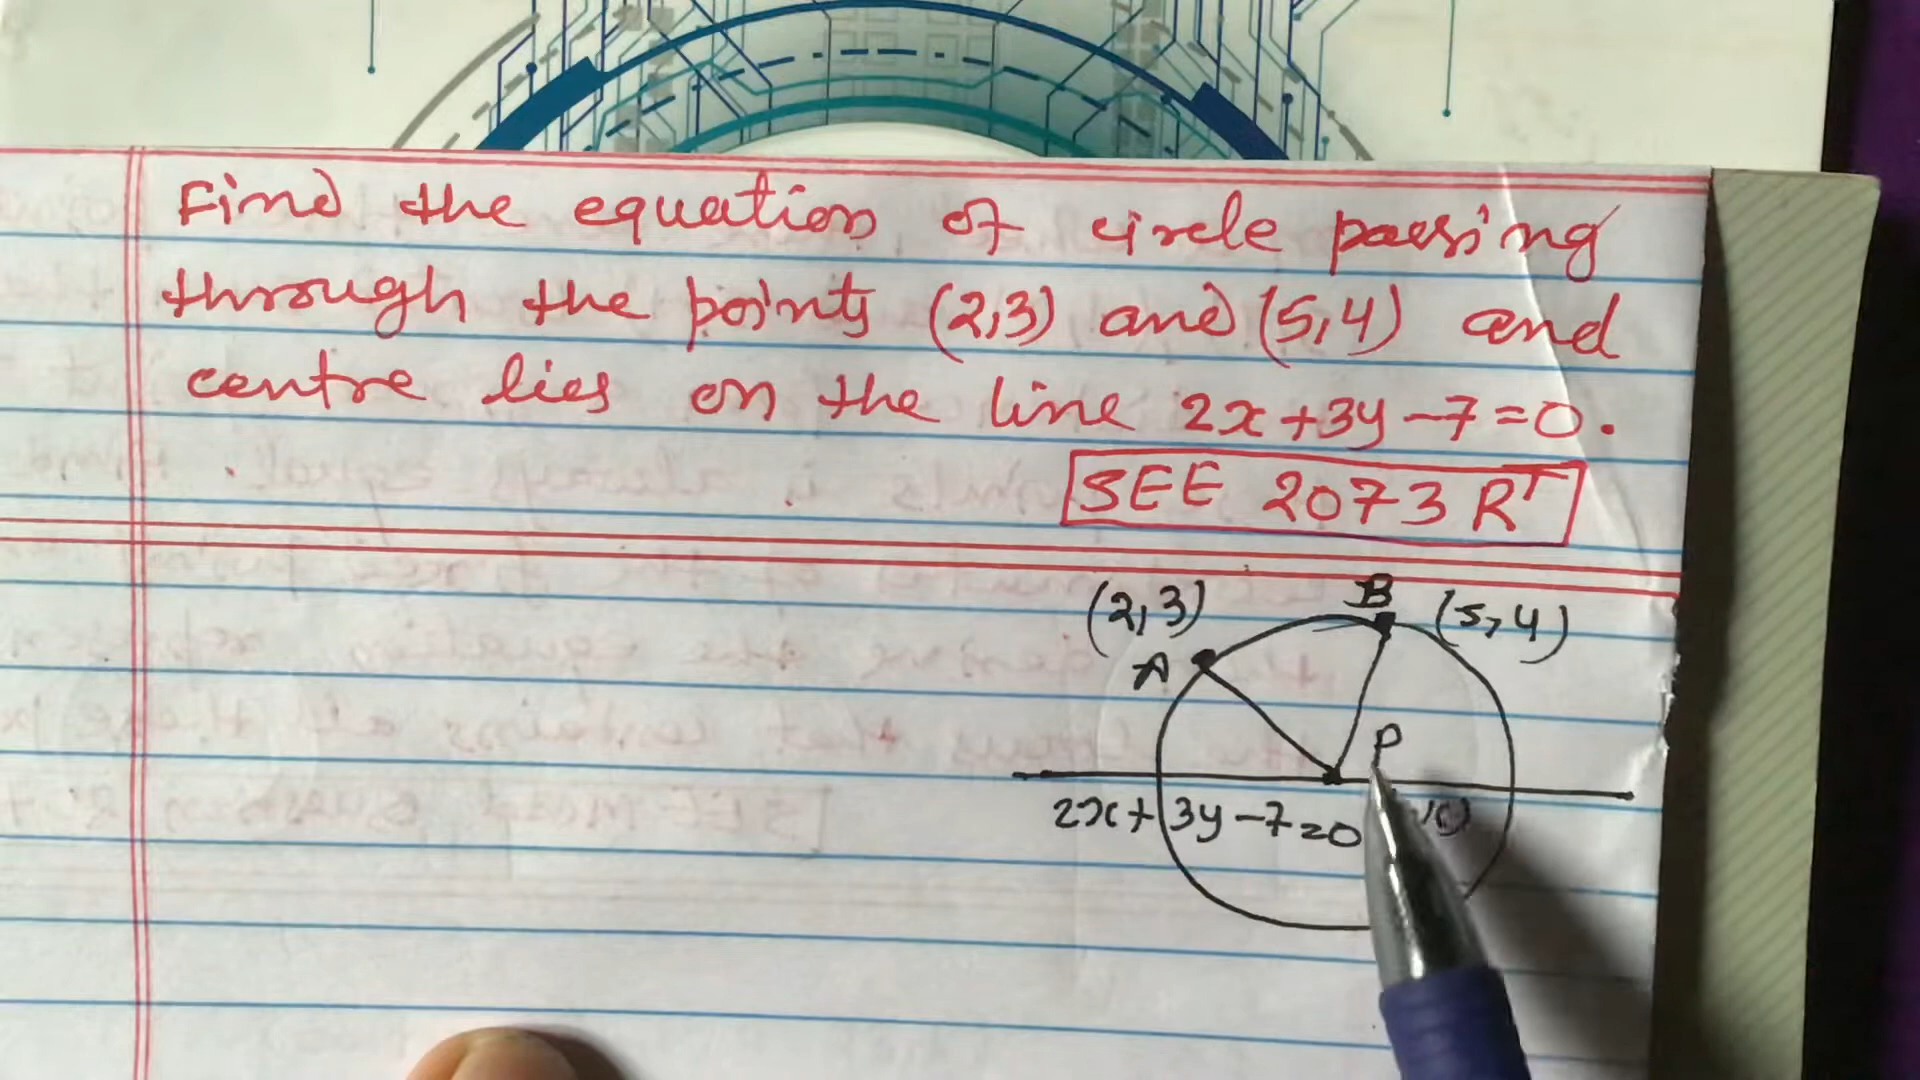 Find the equation of circle passing
through the points (2,3) and (5,4) and
centre lies on the line 2x+3y-7=0.
SEE 2073 RT
(2,3) B (5,4)
A
P
2x+3y-7=0